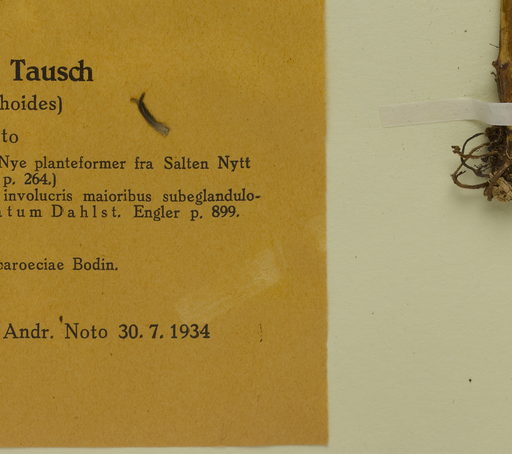 Tausch
hoides)
to
Nye planteformer fra Salten Nytt
p. 264.)
involucris maioribus subeglandulo-
atum Dahlst. Engler p. 899.
paroeciae Bodin.
Andr. Noto 30. 7. 1934